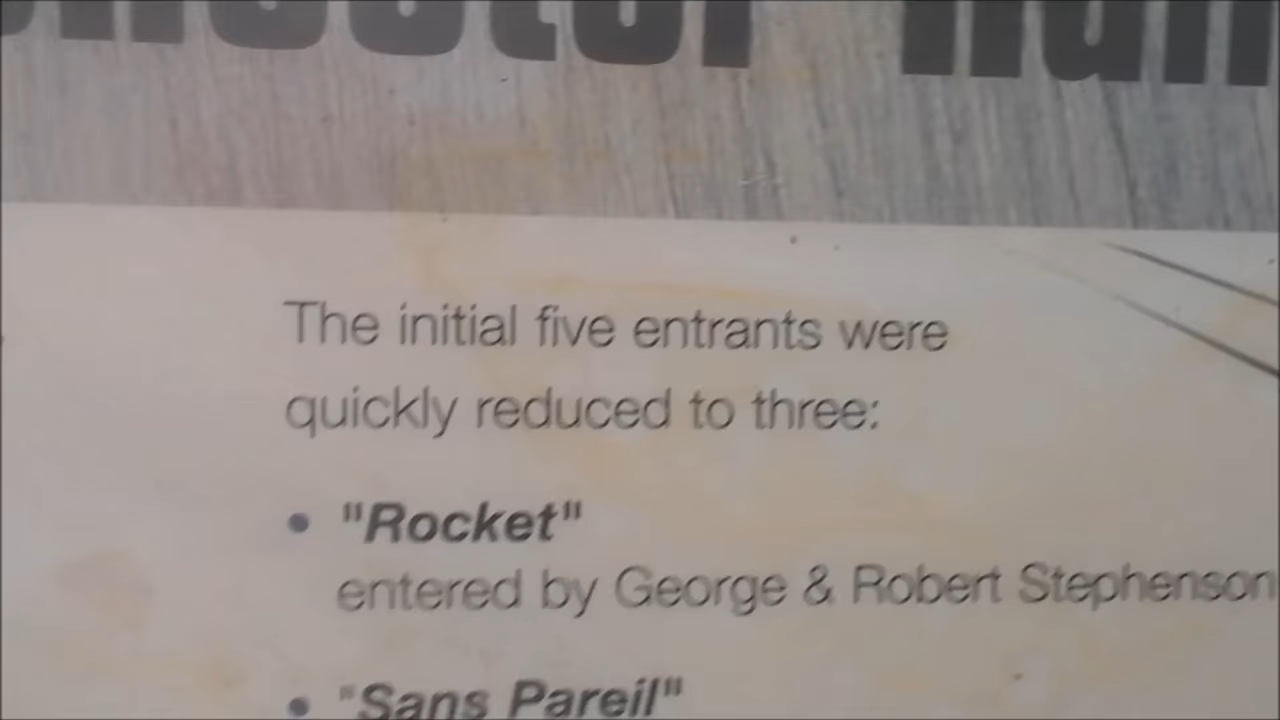 The initial five entrants were
quickly reduced to three:
• "Rocket"
entered by George & Robert Stephenson
• "Sans Pareil"